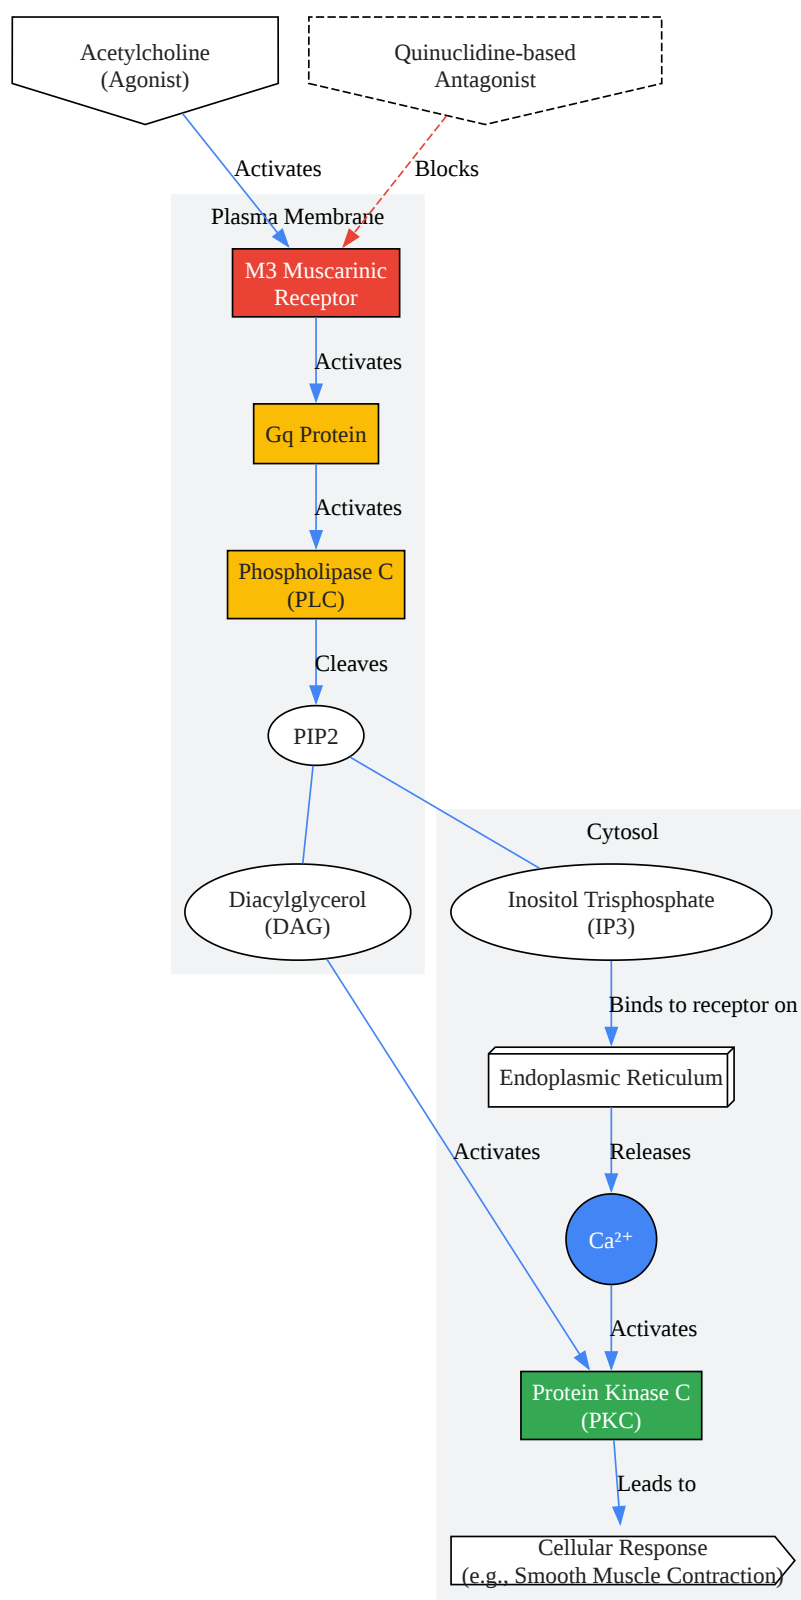 Acetylcholine
(Agonist)
Quinuclidine-based
Antagonist
Activates
Blocks
Plasma Membrane
M3 Muscarinic
Receptor
Activates
Gq Protein
Activates
Phospholipase C
(PLC)
Cleaves
PIP2
Cytosol
Diacylglycerol
(DAG)
Inositol Trisphosphate
(IP3)
Binds to receptor on
Endoplasmic Reticulum
Activates
Releases
Ca²⁺
Activates
Protein Kinase C
(PKC)
Leads to
Cellular Response
(e.g., Smooth Muscle Contraction)